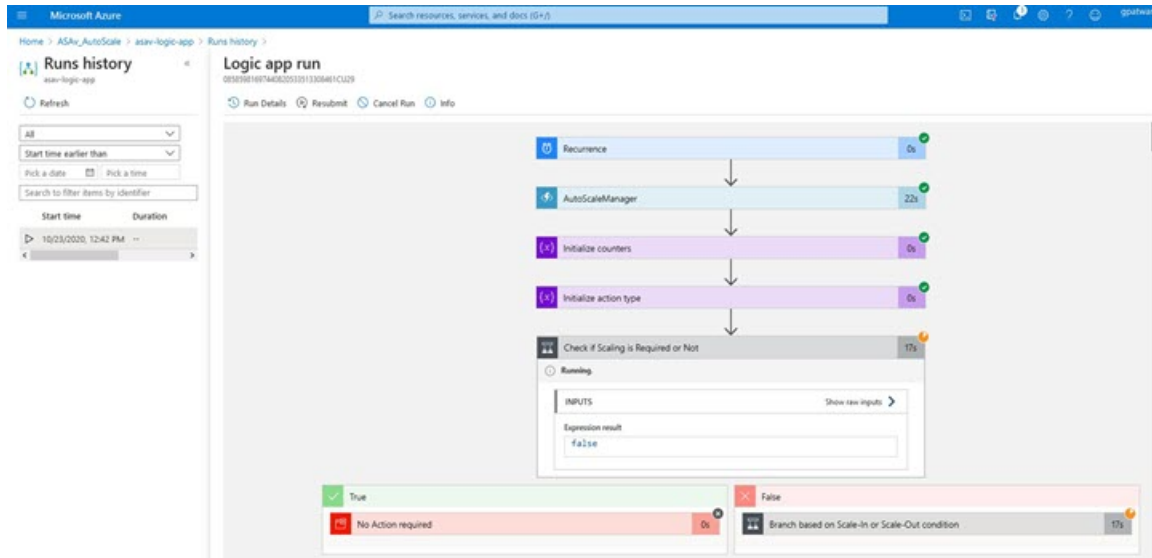 Microsoft Azure
Search resources, services, and docs (G+/)
Home > ASAv_AutoScale > asav-logic-app > Runs history >
Runs history
asav-logic-app
Refresh
All
Start time earlier than
Pick a date
Pick a time
Search to filter items by identifier
Start time Duration
10/23/2020, 12:42 PM --
Logic app run
Run Details Resubmit Cancel Run Info
Recurrence 0s
AutoScaleManager 22s
Initialize counters 0s
Initialize action type 0s
Check if Scaling is Required or Not 17s
Running.
INPUTS Show raw inputs
Expression result
false
True
No Action required 0s
False
Branch based on Scale-In or Scale-Out condition 17s